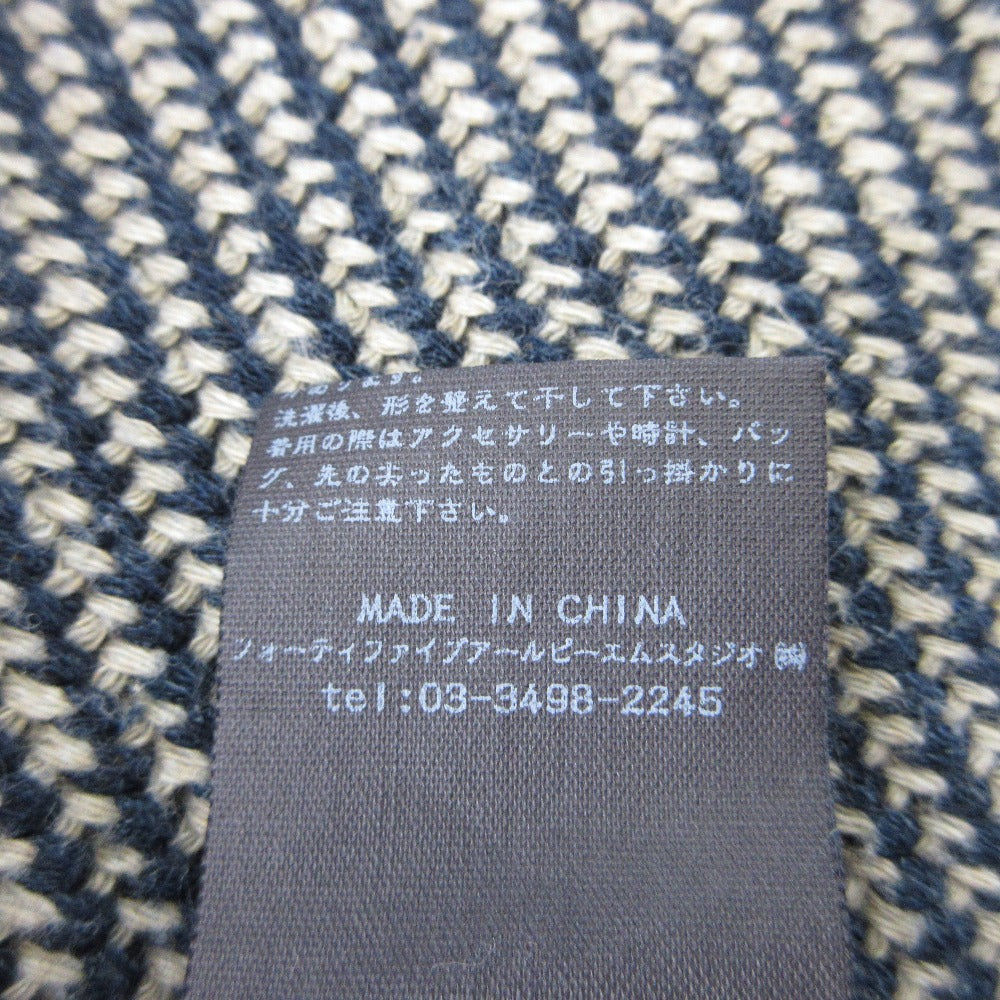 あります。
洗濯後、形を整えて干して下さい。
着用の際はアクセサリーや時計、バッ
グ、先の尖ったものとの引っ掛かりに
十分ご注意下さい。
MADE IN CHINA
フォーティファイブアールピーエムスタジオ㈱
tel:03-3498-2245